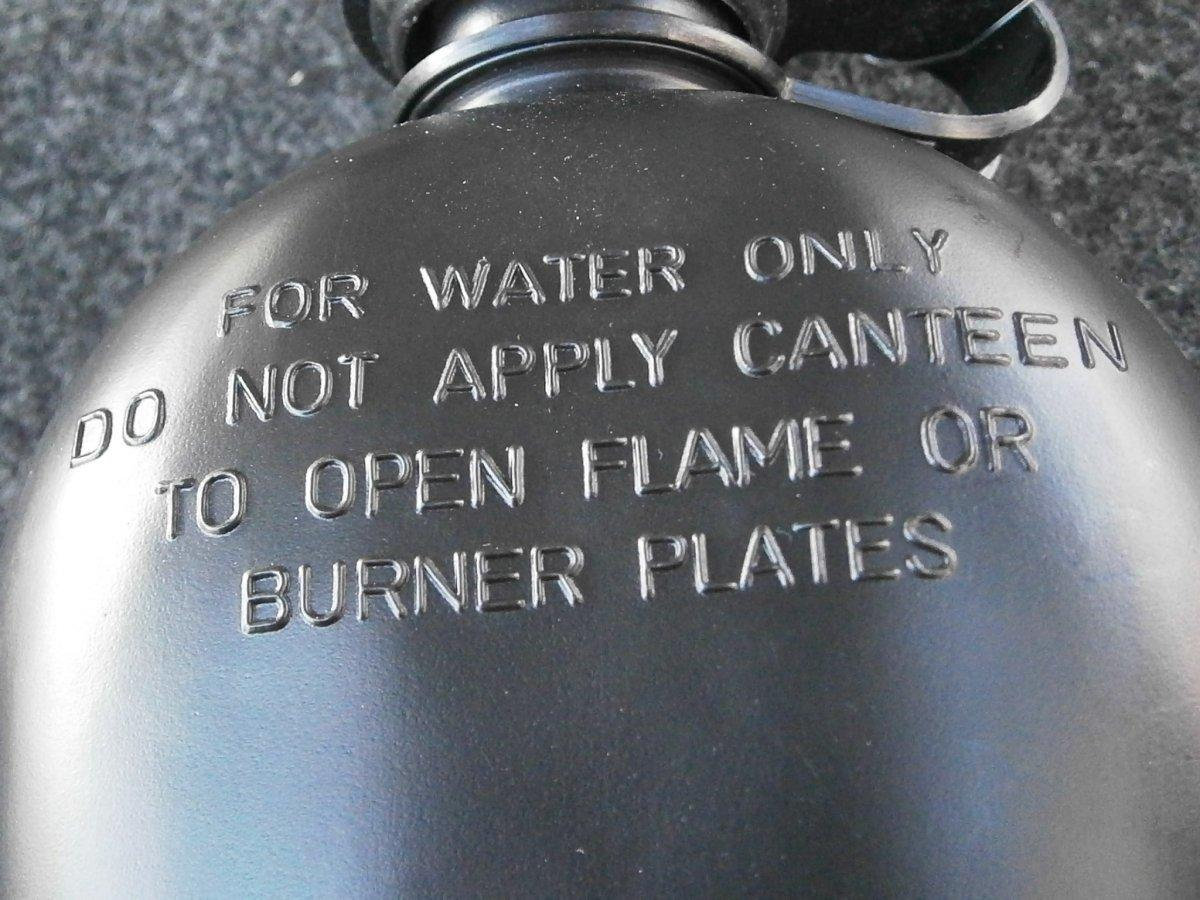 FOR WATER ONLY
DO NOT APPLY CANTEEN
TO OPEN FLAME OR
BURNER PLATES